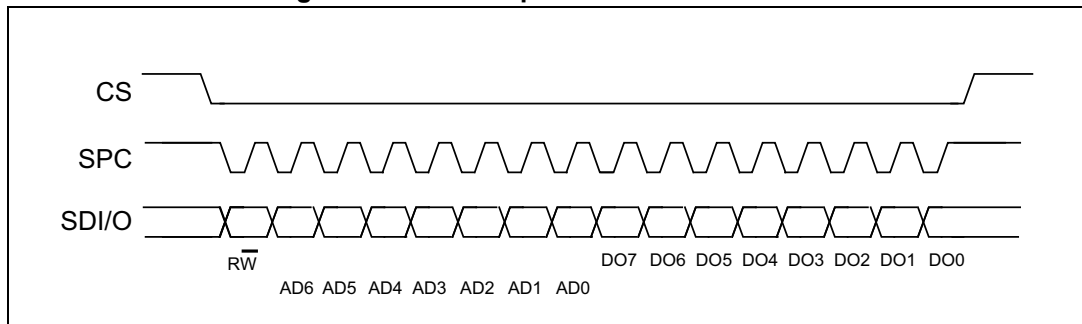 CS
SPC
SDI/O
RW
DO7 DO6 DO5 DO4 DO3 DO2 DO1 DO0
AD6 AD5 AD4 AD3 AD2 AD1 AD0